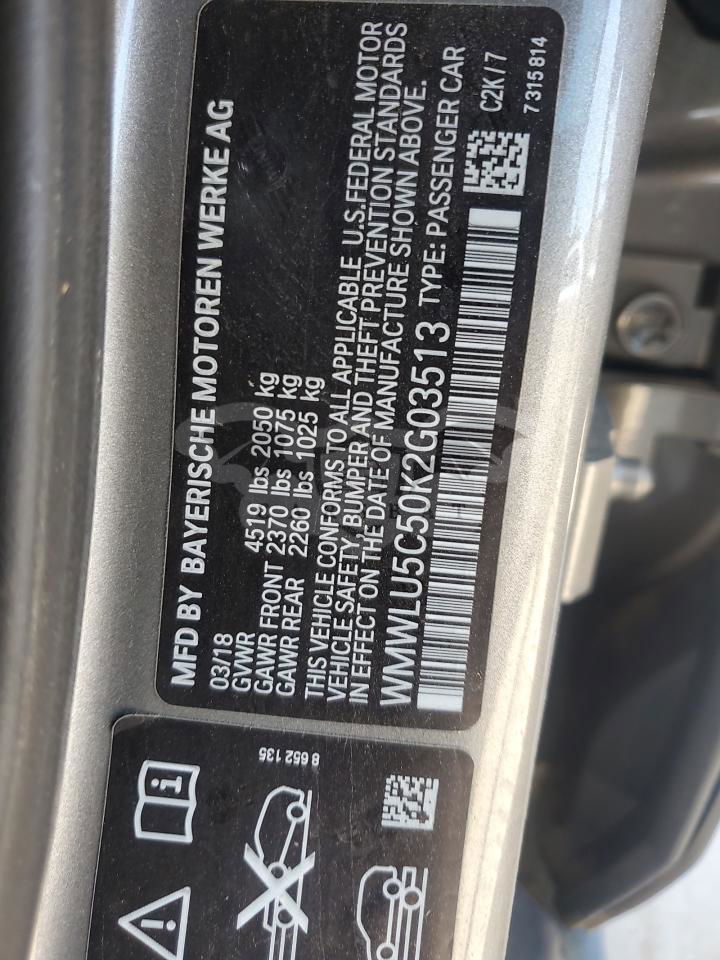 MFD BY BAYERISCHE MOTOREN WERKE AG
03/18
GVWR 4519 lbs 2050 kg
GAWR FRONT 2370 lbs 1075 kg
GAWR REAR 2260 lbs 1025 kg
THIS VEHICLE CONFORMS TO ALL APPLICABLE U.S.FEDERAL MOTOR
VEHICLE SAFETY, BUMPER AND THEFT PREVENTION STANDARDS
IN EFFECT ON THE DATE OF MANUFACTURE SHOWN ABOVE.
WMWLU5C50K2G03513 TYPE: PASSENGER CAR
C2K/7
7 315 814
8 652 135